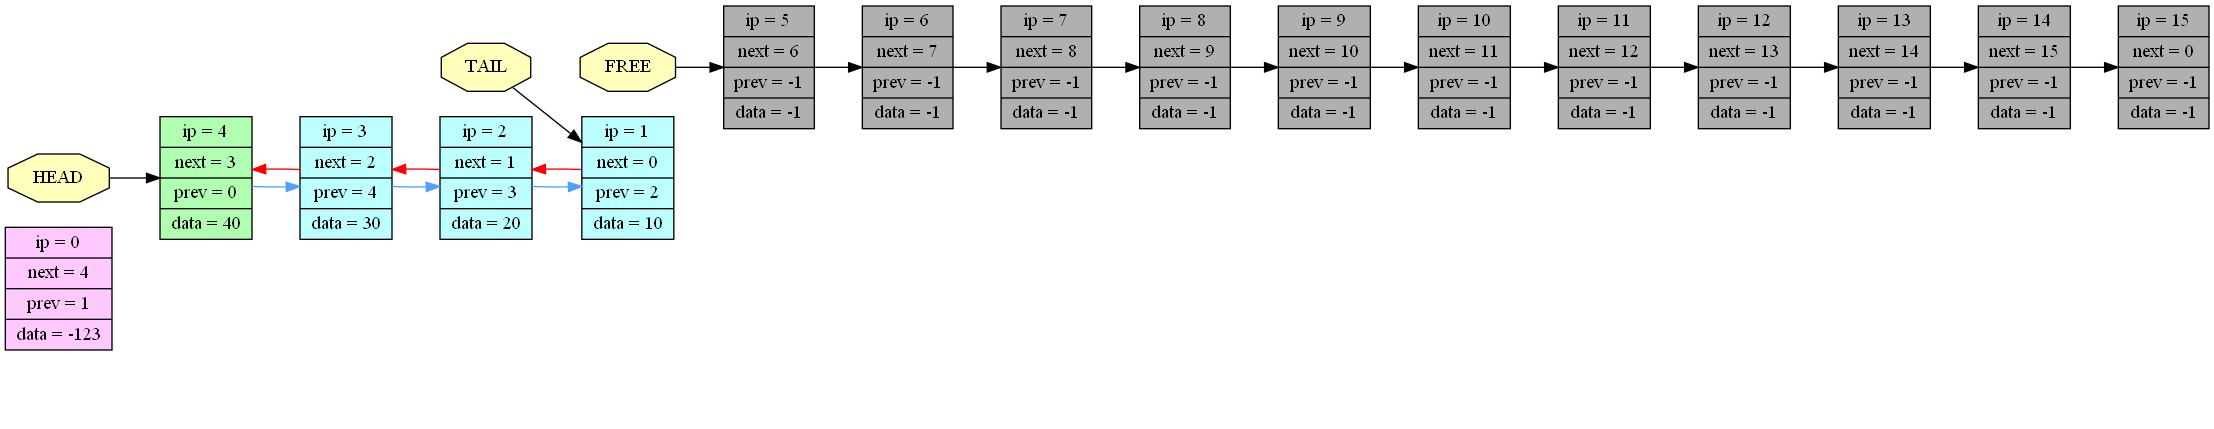 HEAD
ip = 0
next = 4
prev = 1
data = -123
ip = 4
next = 3
prev = 0
data = 40
ip = 3
next = 2
prev = 4
data = 30
TAIL
ip = 2
next = 1
prev = 3
data = 20
FREE
ip = 1
next = 0
prev = 2
data = 10
ip = 5
next = 6
prev = -1
data = -1
ip = 6
next = 7
prev = -1
data = -1
ip = 7
next = 8
prev = -1
data = -1
ip = 8
next = 9
prev = -1
data = -1
ip = 9
next = 10
prev = -1
data = -1
ip = 10
next = 11
prev = -1
data = -1
ip = 11
next = 12
prev = -1
data = -1
ip = 12
next = 13
prev = -1
data = -1
ip = 13
next = 14
prev = -1
data = -1
ip = 14
next = 15
prev = -1
data = -1
ip = 15
next = 0
prev = -1
data = -1